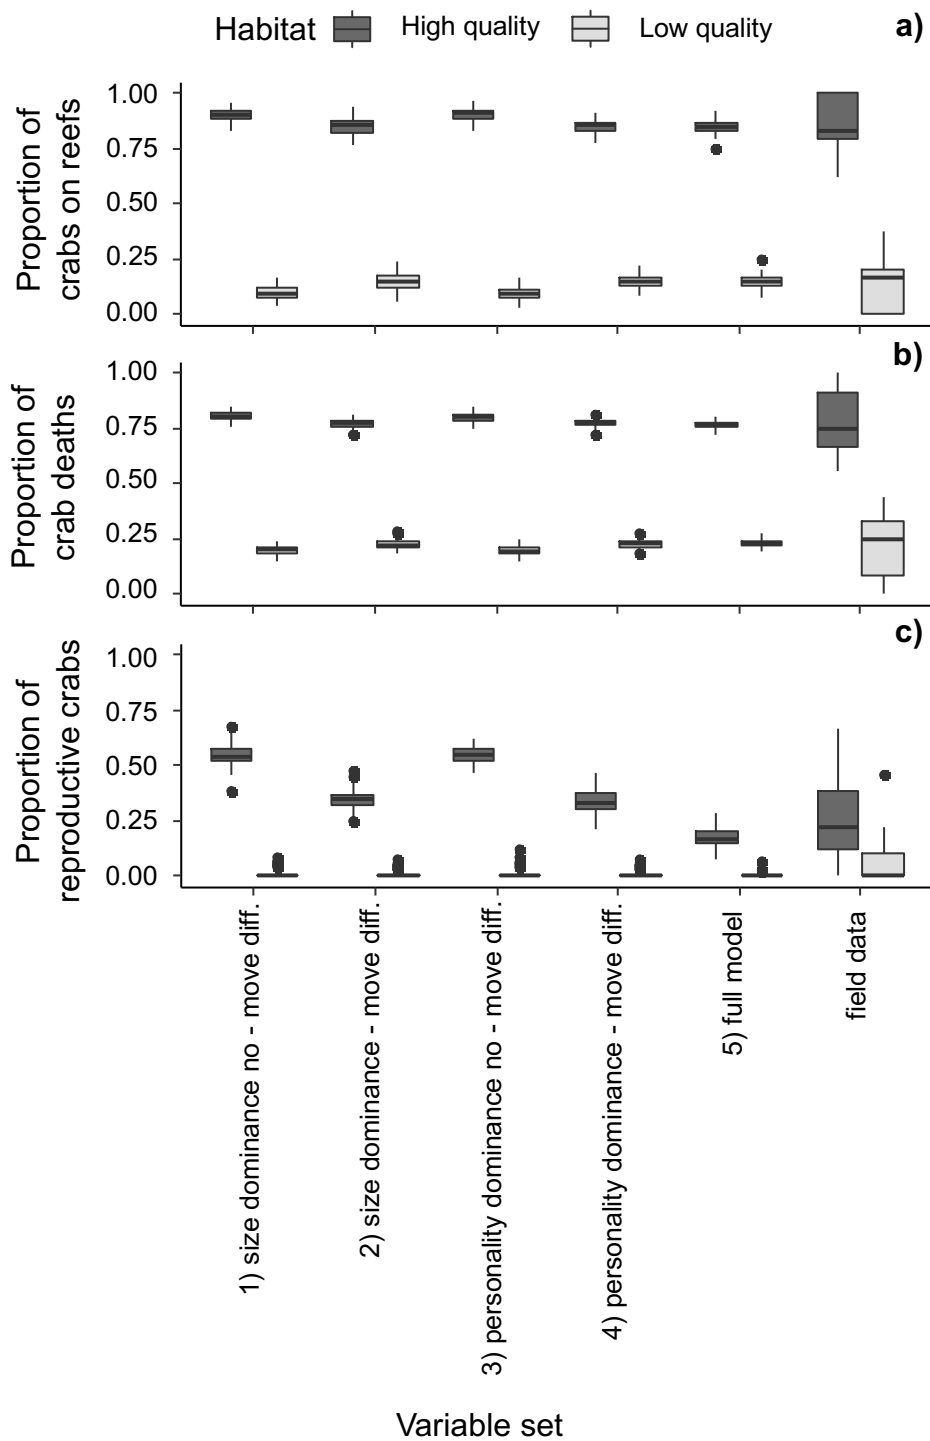 Habitat High quality Low quality
a)
Proportion of
crabs on reefs
1.00
0.75
0.50
0.25
0.00
b)
Proportion of
crab deaths
1.00
0.75
0.50
0.25
0.00
c)
Proportion of
reproductive crabs
1.00
0.75
0.50
0.25
0.00
1) size dominance no - move diff.
2) size dominance - move diff.
3) personality dominance no - move diff.
4) personality dominance - move diff.
5) full model
field data
Variable set